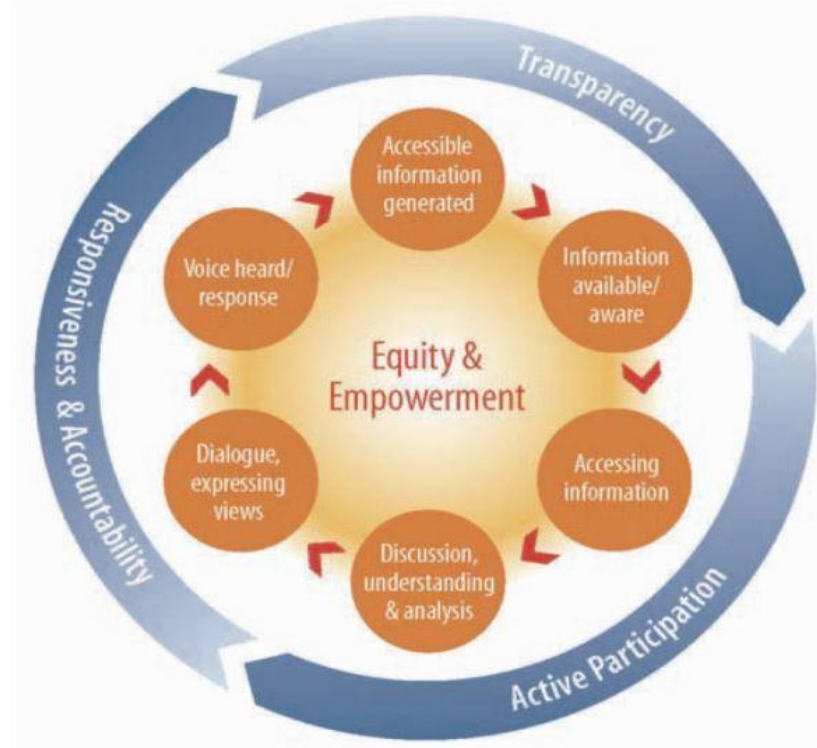 Transparency
Accessible
information
generated
Information
available/
aware
Accessing
information
Active Participation
Discussion,
understanding
& analysis
Dialogue,
expressing
views
Responsiveness & Accountability
Voice heard/
response
Equity &
Empowerment